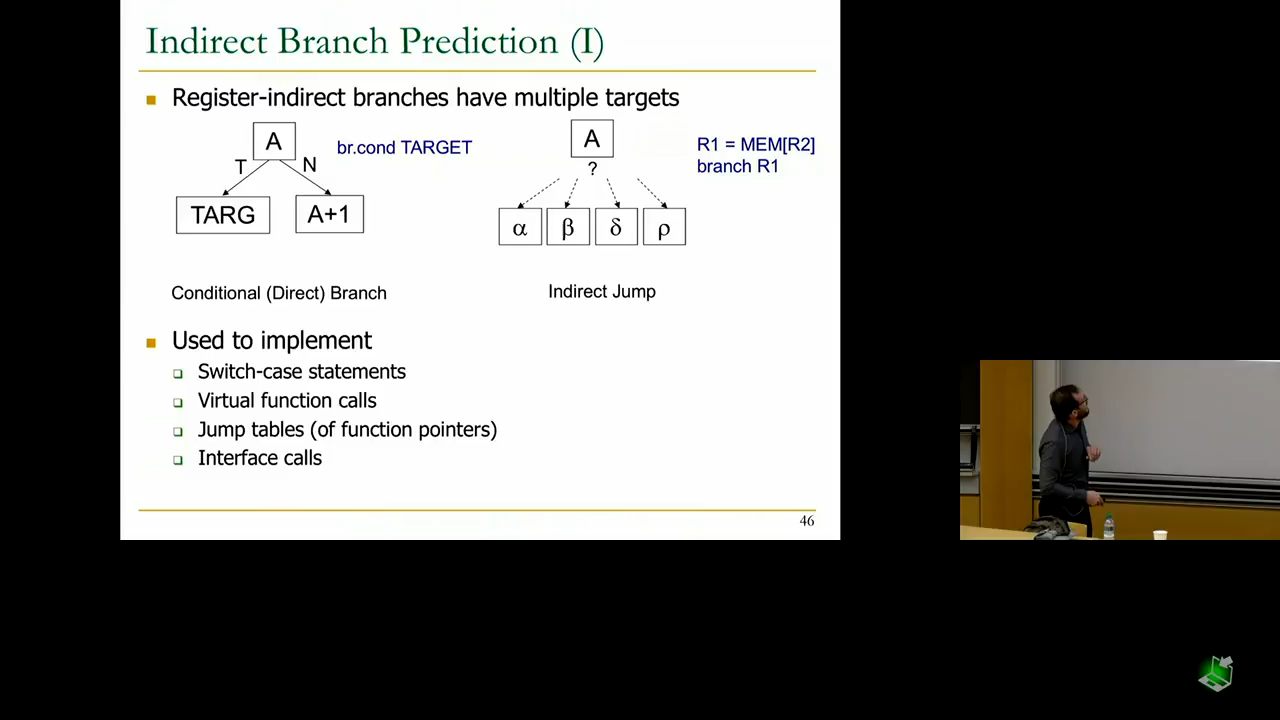 Indirect Branch Prediction (I)
Register-indirect branches have multiple targets
A
T
N
br.cond TARGET
TARG
A+1
Conditional (Direct) Branch
A
?
R1 = MEM[R2]
branch R1
α β δ ρ
Indirect Jump
Used to implement
Switch-case statements
Virtual function calls
Jump tables (of function pointers)
Interface calls
46